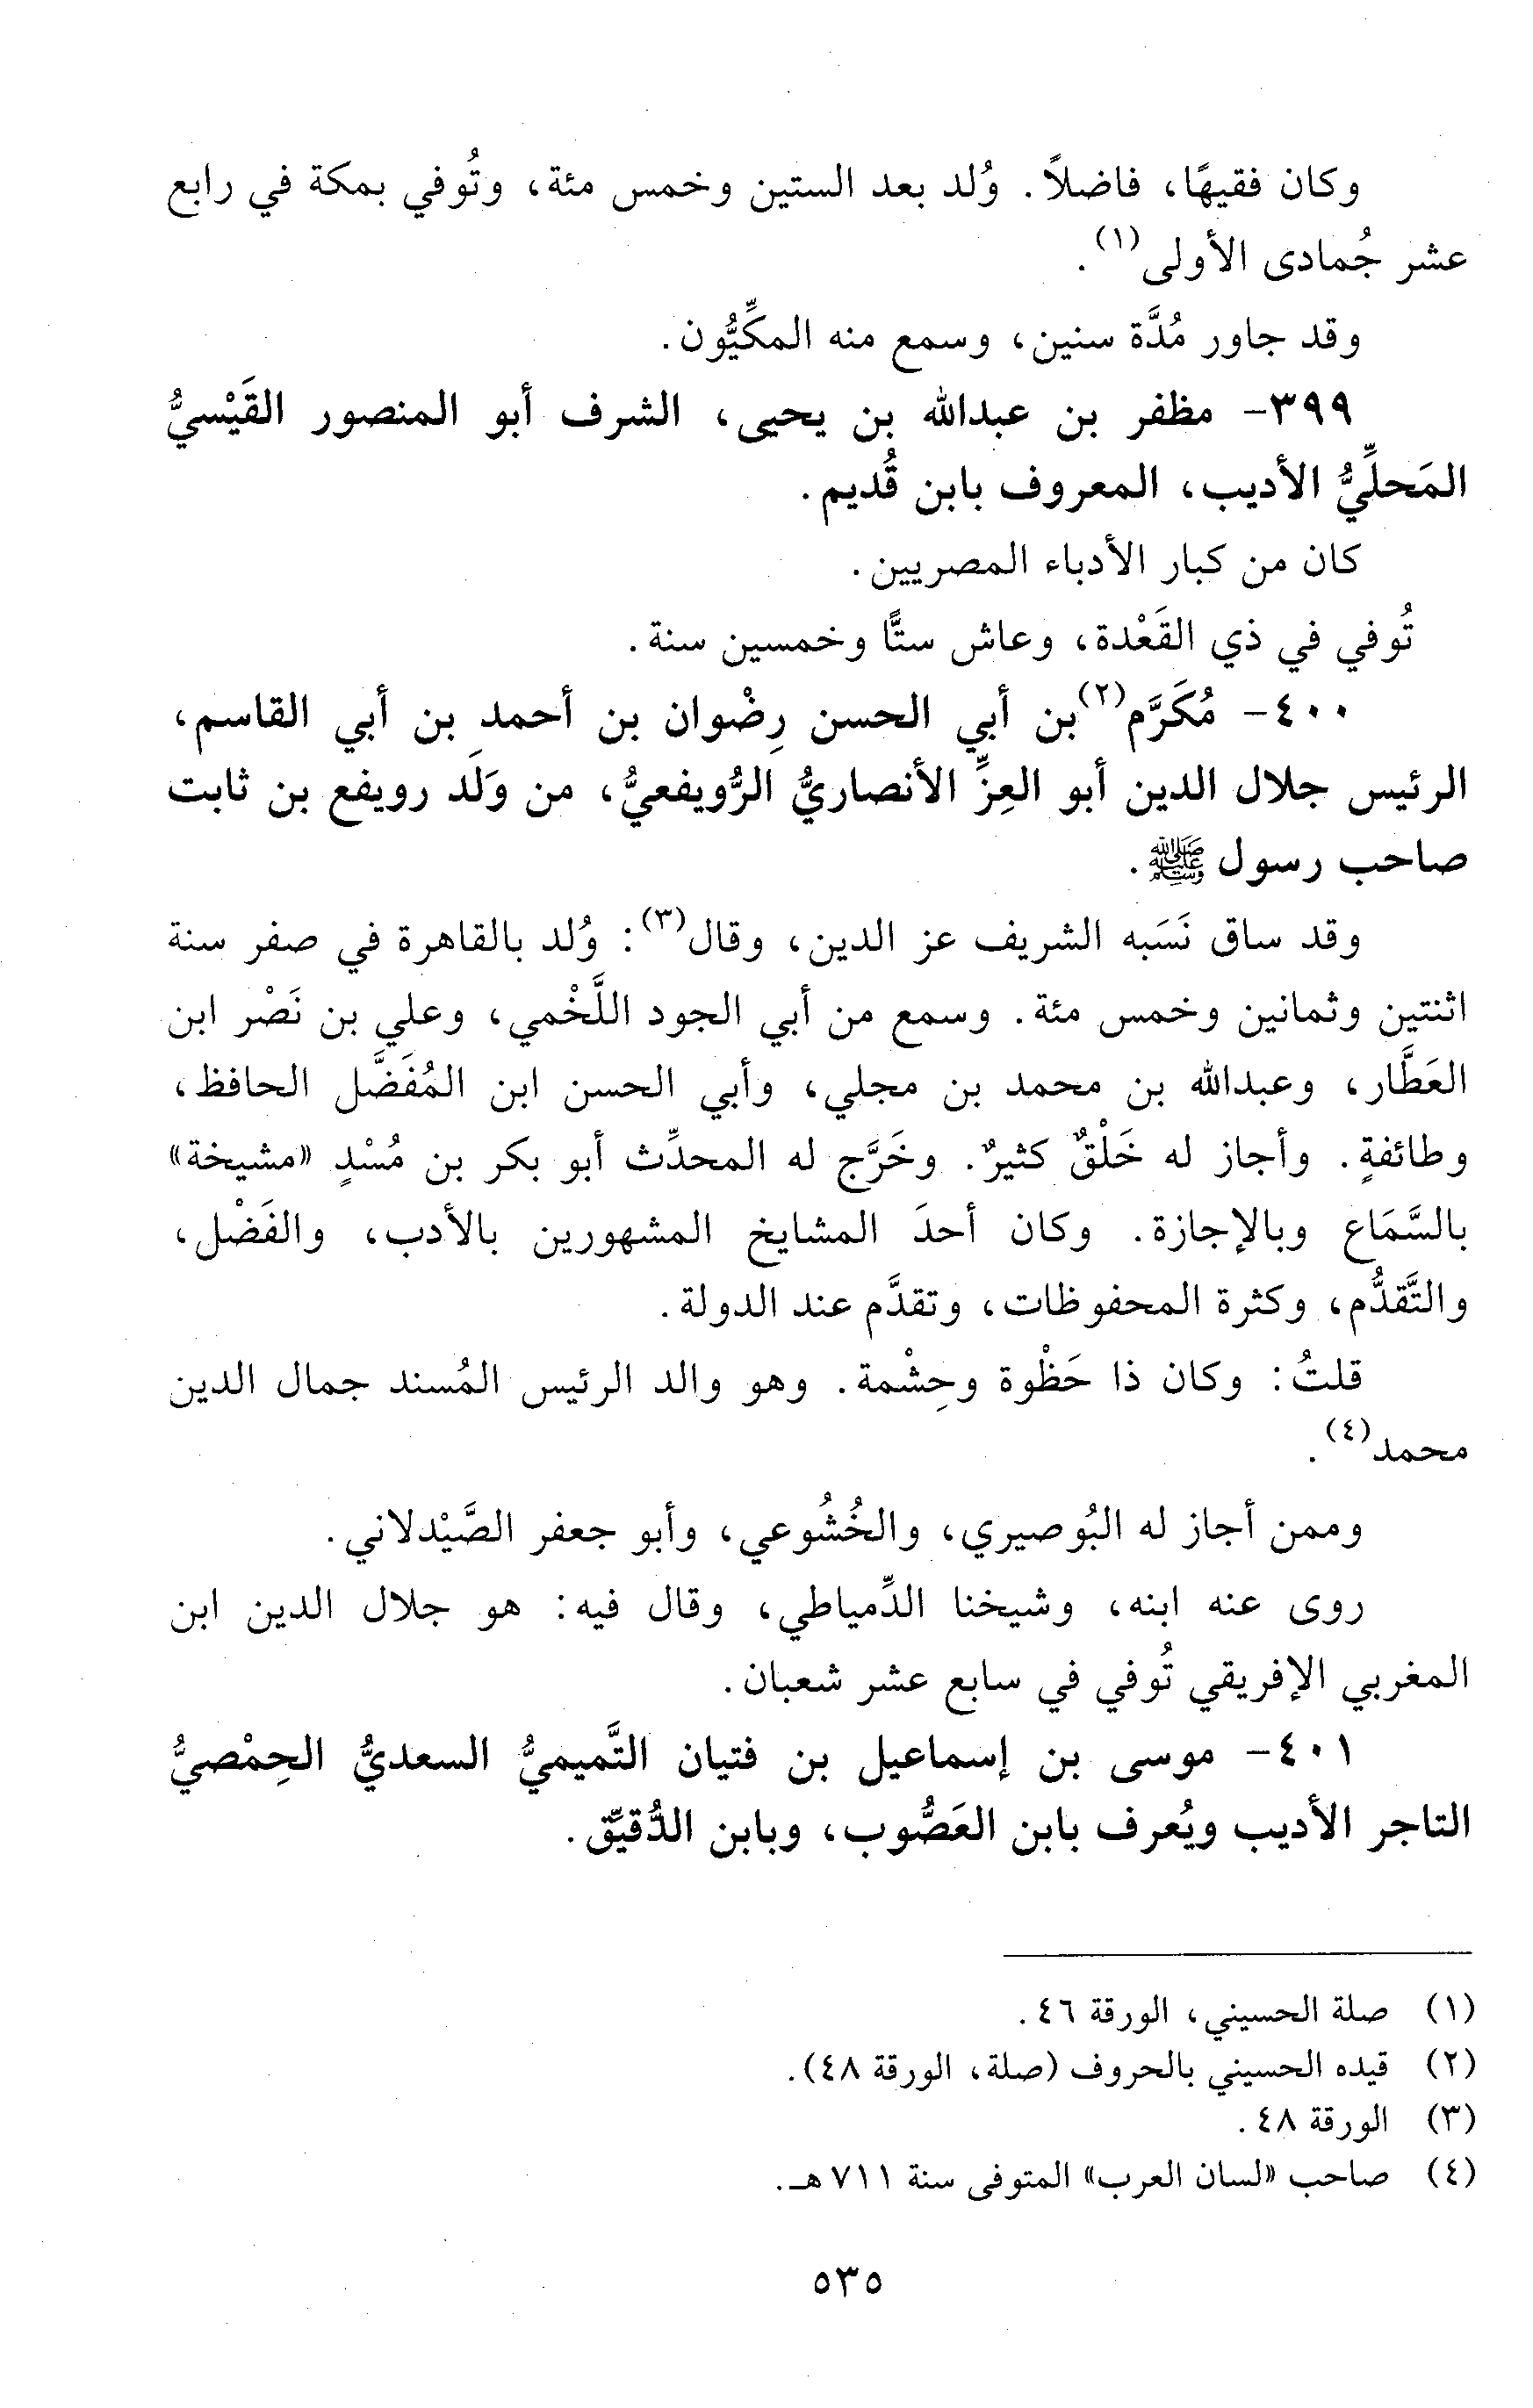 وكان فقيهًا، فاضلاً. وُلد بعد الستين وخمس مئة، وتُوفي بمكة في رابع
عشر جُمادى الأولى(١).
وقد جاور مُدَّة سنين، وسمع منه المكِّيُّون.
٣٩٩- مظفر بن عبدالله بن يحيى، الشرف أبو المنصور القَيْسيُّ
المَحلِّيُّ الأديب، المعروف بابن قُديم.
كان من كبار الأدباء المصريين.
تُوفي في ذي القَعْدة، وعاش ستًّا وخمسين سنة.
٤٠٠- مُكَرَّم(٢)بن أبي الحسن رِضْوان بن أحمد بن أبي القاسم،
الرئيس جلال الدين أبو العِزِّ الأنصاريُّ الرُّويفعيُّ، من وَلَد رويفع بن ثابت
صاحب رسول ﷺ.
وقد ساق نَسَبه الشريف عز الدين، وقال(٣): وُلد بالقاهرة في صفر سنة
اثنتين وثمانين وخمس مئة. وسمع من أبي الجود اللَّخْمي، وعلي بن نَصْر ابن
العَطَّار، وعبدالله بن محمد بن مجلي، وأبي الحسن ابن المُفَضَّل الحافظ،
وطائفةٍ. وأجاز له خَلْقٌ كثيرٌ. وخَرَّج له المحدِّث أبو بكر بن مُسْدٍ «مشيخة»
بالسَّمَاع وبالإجازة. وكان أحدَ المشايخ المشهورين بالأدب، والفَضْل،
والتَّقدُّم، وكثرة المحفوظات، وتقدَّم عند الدولة.
قلتُ: وكان ذا حَظْوة وحِشْمة. وهو والد الرئيس المُسند جمال الدين
محمد(٤).
وممن أجاز له البُوصيري، والخُشُوعي، وأبو جعفر الصَّيْدلاني.
روى عنه ابنه، وشيخنا الدِّمياطي، وقال فيه: هو جلال الدين ابن
المغربي الإفريقي تُوفي في سابع عشر شعبان.
٤٠١- موسى بن إسماعيل بن فتيان التَّميميُّ السعديُّ الحِمْصيُّ
التاجر الأديب ويُعرف بابن العَصُّوب، وبابن الدُّقيِّق.
(١) صلة الحسيني، الورقة ٤٦.
(٢) قيده الحسيني بالحروف (صلة، الورقة ٤٨).
(٣) الورقة ٤٨.
(٤) صاحب «لسان العرب» المتوفى سنة ٧١١هـ.
٥٣٥